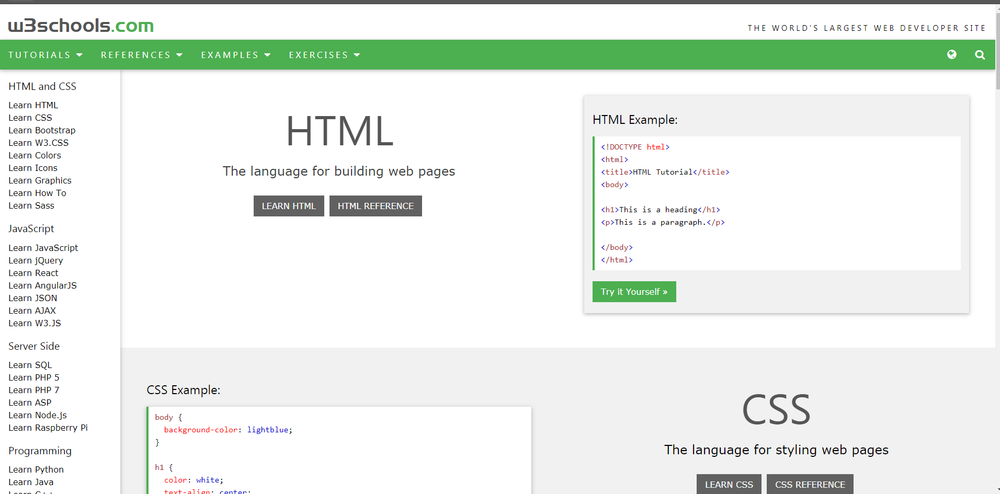 w3schools.com
THE WORLD'S LARGEST WEB DEVELOPER SITE
TUTORIALS REFERENCES EXAMPLES EXERCISES
HTML and CSS
Learn HTML
Learn CSS
Learn Bootstrap
Learn W3.CSS
Learn Colors
Learn Icons
Learn Graphics
Learn How To
Learn Sass
JavaScript
Learn JavaScript
Learn jQuery
Learn React
Learn AngularJS
Learn JSON
Learn AJAX
Learn W3.JS
Server Side
Learn SQL
Learn PHP 5
Learn PHP 7
Learn ASP
Learn Node.js
Learn Raspberry Pi
Programming
Learn Python
Learn Java
Learn C++
HTML
The language for building web pages
LEARN HTML HTML REFERENCE
HTML Example:
<!DOCTYPE html>
<html>
<title>HTML Tutorial</title>
<body>
<h1>This is a heading</h1>
<p>This is a paragraph.</p>
</body>
</html>
Try it Yourself »
CSS Example:
body {
background-color: lightblue;
}
h1 {
color: white;
text-align: center;
CSS
The language for styling web pages
LEARN CSS CSS REFERENCE